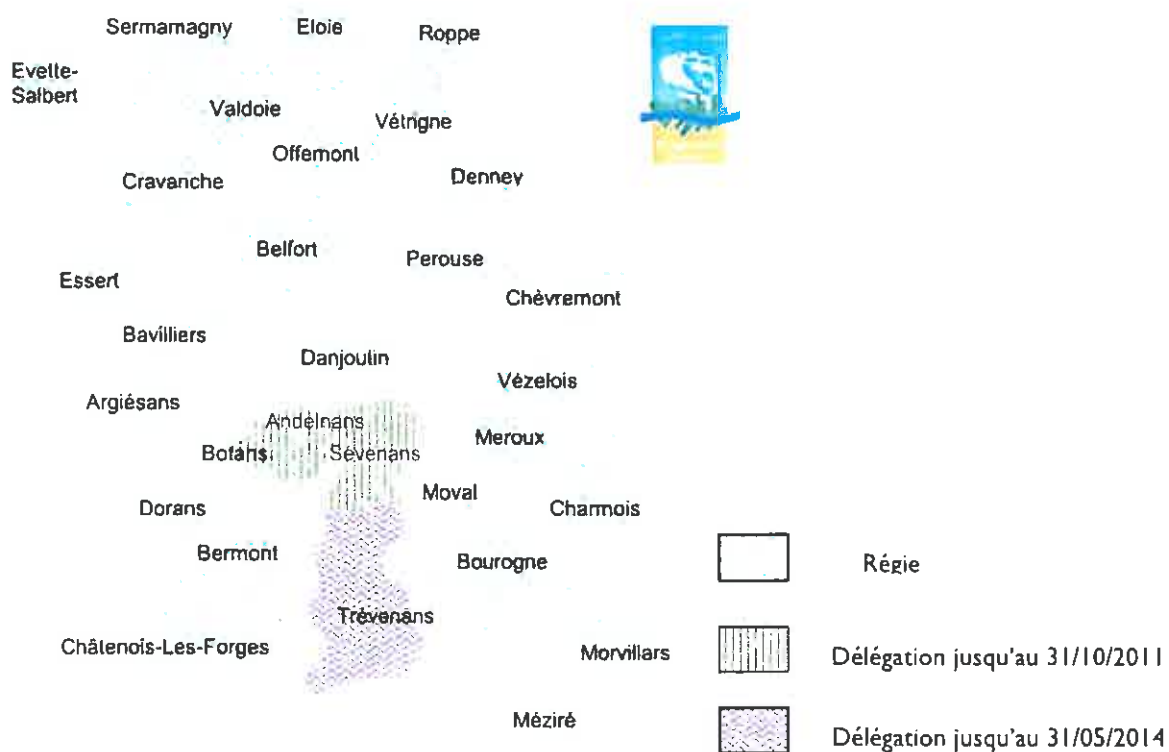 Sermamagny Eloie Roppe
Evette-
Salbert
Valdoie Vétrigne
Offemont
Cravanche Denney
Belfort Perouse
Essert
Chèvremont
Bavilliers
Danjoutin
Vézelois
Argiésans
Andelnans
Meroux
Botans Sévenans
Moval
Dorans Charmois
Bermont Bourogne
Régie
Trévenans
Châtenois-Les-Forges Morvillars
Délégation jusqu'au 31/10/2011
Méziré
Délégation jusqu'au 31/05/2014